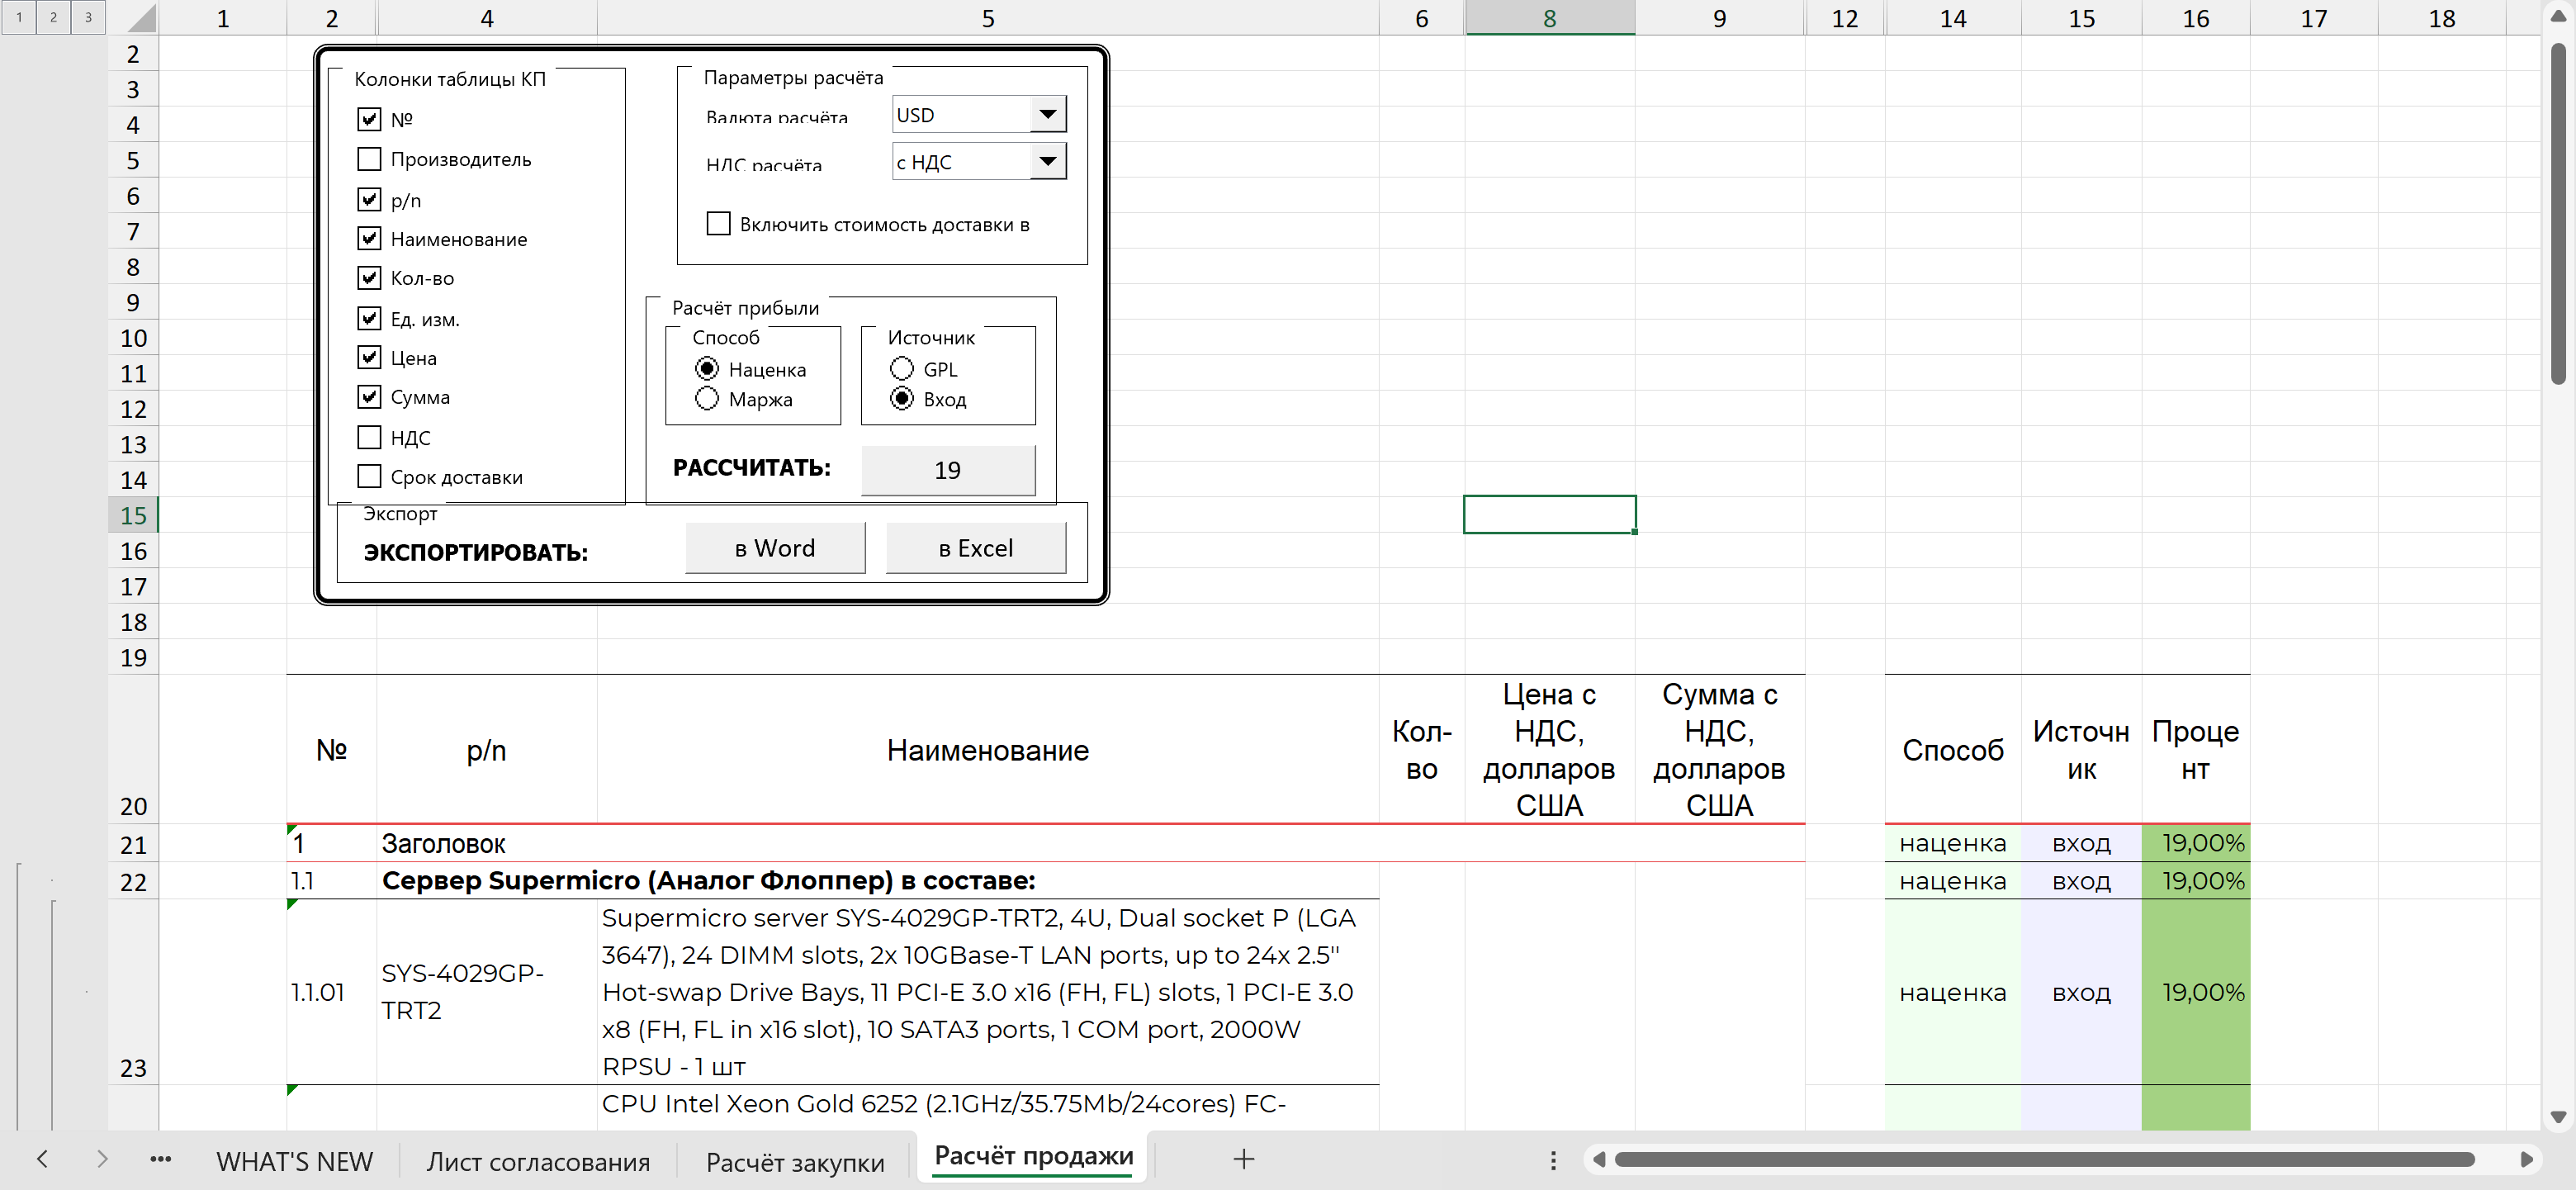 1 2 3
1 2 4 5 6 8 9 12 14 15 16 17 18
2
3
4
5
6
7
8
9
10
11
12
13
14
15
16
17
18
19
20
21
22
23
Колонки таблицы КП
№
Производитель
p/n
Наименование
Кол-во
Ед. изм.
Цена
Сумма
НДС
Срок доставки
Параметры расчёта
Валюта расчёта USD
НДС расчёта с НДС
Включить стоимость доставки в
Расчёт прибыли
Способ
Наценка
Маржа
Источник
GPL
Вход
РАССЧИТАТЬ: 19
Экспорт
ЭКСПОРТИРОВАТЬ: в Word в Excel
№
p/n
Наименование
Кол-
во
Цена с
НДС,
долларов
США
Сумма с
НДС,
долларов
США
Способ
Источн
ик
Проце
нт
1 Заголовок наценка вход 19,00%
1.1 Сервер Supermicro (Аналог Флоппер) в составе: наценка вход 19,00%
1.1.01
SYS-4029GP-
TRT2
Supermicro server SYS-4029GP-TRT2, 4U, Dual socket P (LGA
3647), 24 DIMM slots, 2x 10GBase-T LAN ports, up to 24x 2.5"
Hot-swap Drive Bays, 11 PCI-E 3.0 x16 (FH, FL) slots, 1 PCI-E 3.0
x8 (FH, FL in x16 slot), 10 SATA3 ports, 1 COM port, 2000W
RPSU - 1 шт
наценка вход 19,00%
CPU Intel Xeon Gold 6252 (2.1GHz/35.75Mb/24cores) FC-
WHAT'S NEW Лист согласования Расчёт закупки Расчёт продажи